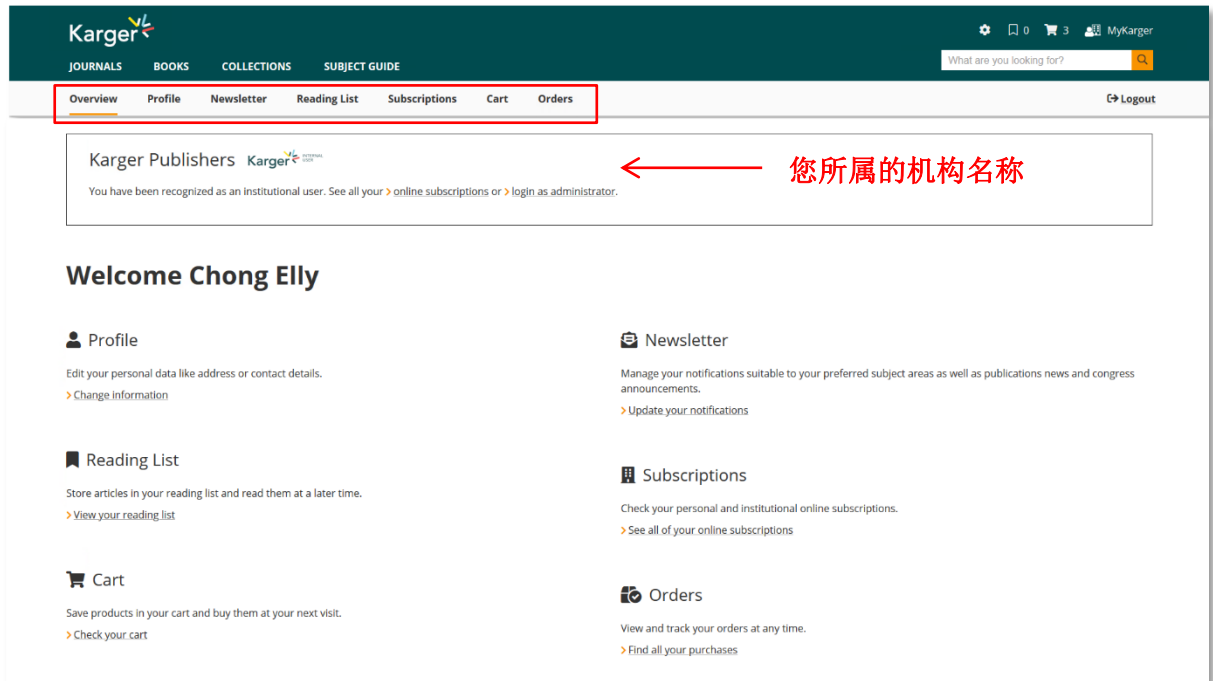 Karger
0
3
MyKarger
JOURNALS BOOKS COLLECTIONS SUBJECT GUIDE
What are you looking for?
Overview Profile Newsletter Reading List Subscriptions Cart Orders
Logout
Karger Publishers Karger INTERNAL USER
您所属的机构名称
You have been recognized as an institutional user. See all your > online subscriptions or > login as administrator.
Welcome Chong Elly
Profile
Edit your personal data like address or contact details.
> Change information
Newsletter
Manage your notifications suitable to your preferred subject areas as well as publications news and congress
announcements.
> Update your notifications
Reading List
Store articles in your reading list and read them at a later time.
> View your reading list
Subscriptions
Check your personal and institutional online subscriptions.
> See all of your online subscriptions
Cart
Save products in your cart and buy them at your next visit.
> Check your cart
Orders
View and track your orders at any time.
> Find all your purchases